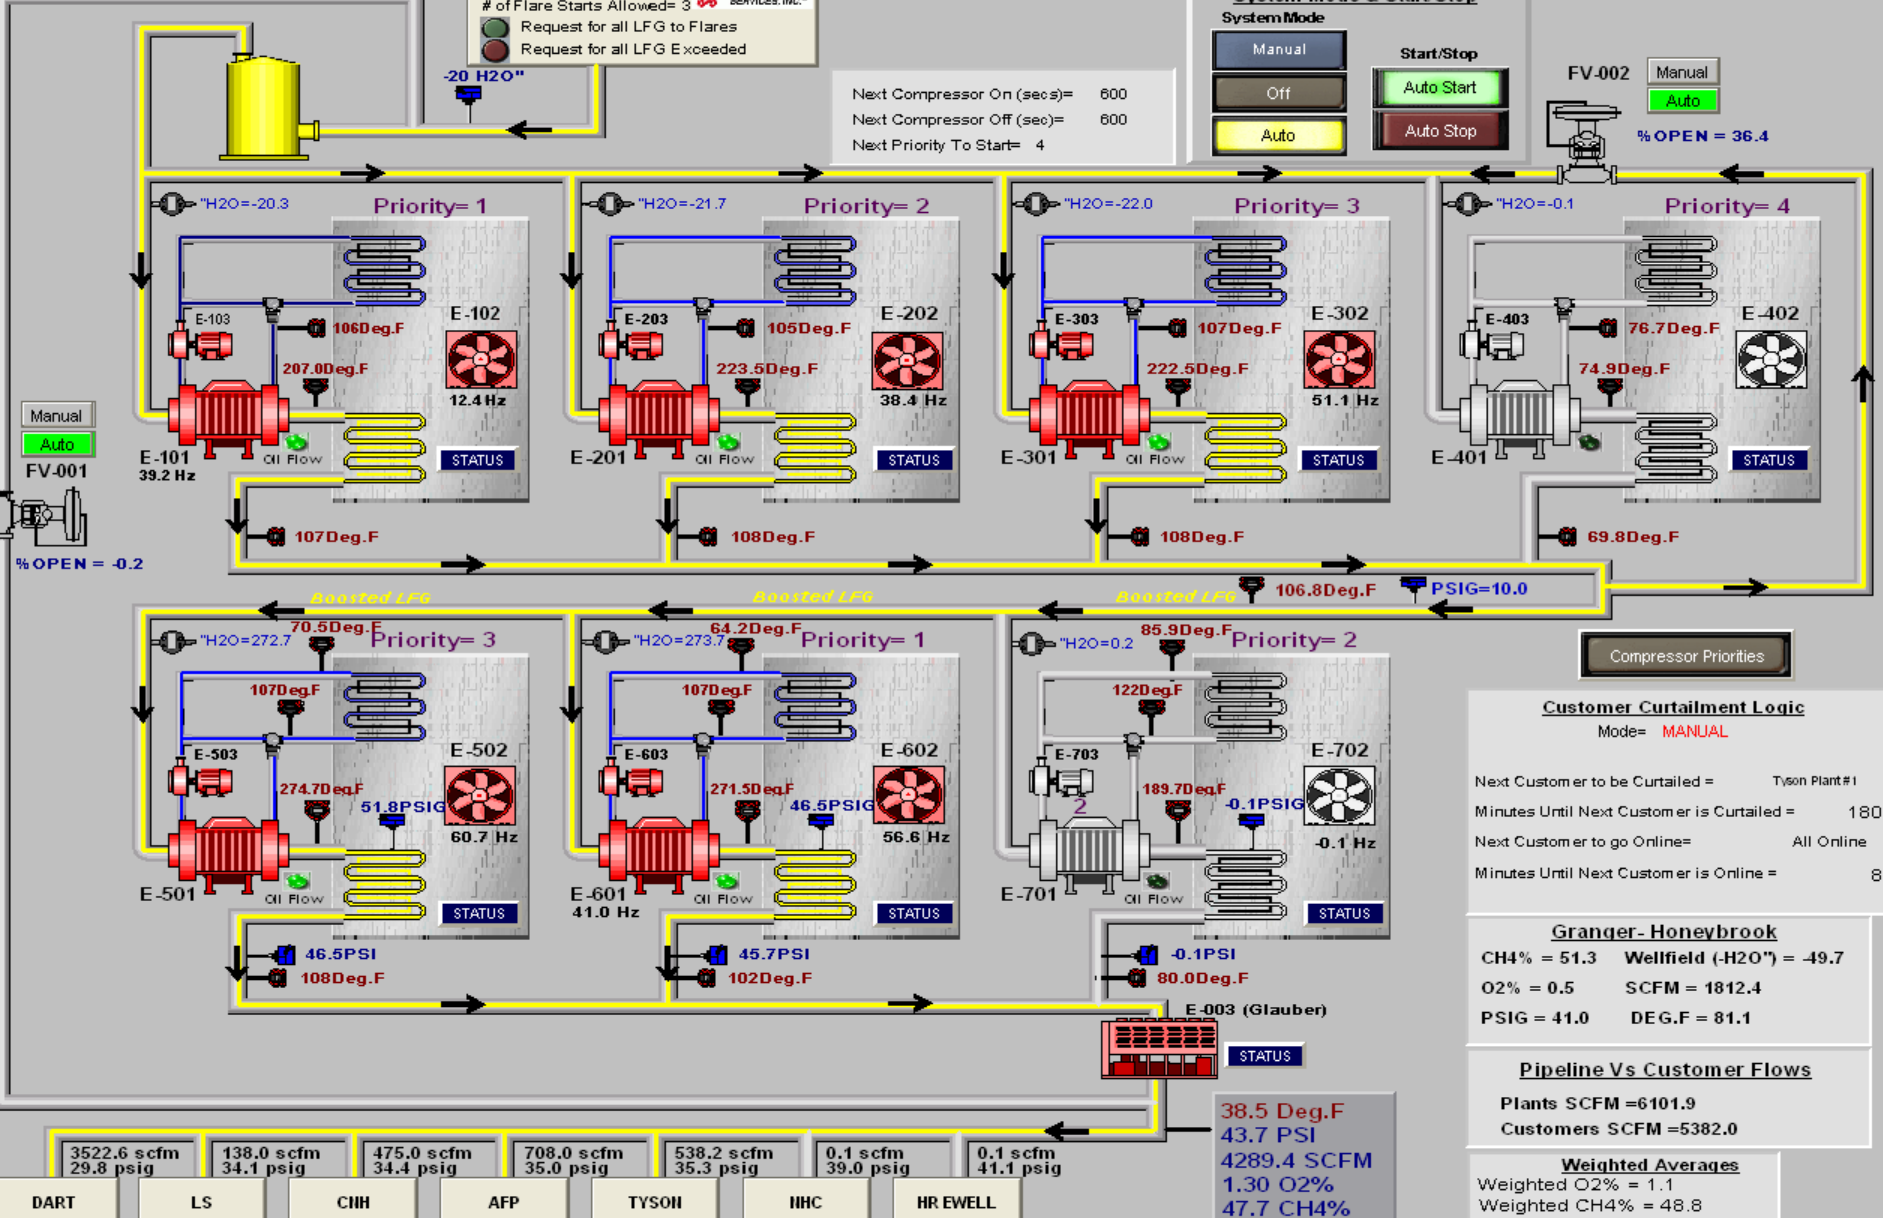 # of Flare Starts Allowed= 3
SERVICES, INC.
Request for all LFG to Flares
Request for all LFG Exceeded
-20 H2O"
Next Compressor On (secs)= 600
Next Compressor Off (sec)= 600
Next Priority To Start= 4
System Mode
Manual
Off
Auto
Start/Stop
Auto Start
Auto Stop
FV-002
Manual
Auto
%OPEN = 36.4
"H2O=-20.3
Priority= 1
"H2O=-21.7
Priority= 2
"H2O=-22.0
Priority= 3
"H2O=-0.1
Priority= 4
E-103
106Deg.F
E-102
207.0Deg.F
12.4 Hz
E-101
39.2 Hz
Oil Flow
STATUS
107Deg.F
E-203
105Deg.F
E-202
223.5Deg.F
38.4 Hz
E-201
Oil Flow
STATUS
108Deg.F
E-303
107Deg.F
E-302
222.5Deg.F
51.1 Hz
E-301
Oil Flow
STATUS
108Deg.F
E-403
76.7Deg.F
E-402
74.9Deg.F
E-401
STATUS
69.8Deg.F
Manual
Auto
FV-001
%OPEN = -0.2
Boosted LFG
Boosted LFG
Boosted LFG
106.8Deg.F
PSIG=10.0
"H2O=272.7
70.5Deg.F
Priority= 3
107Deg.F
E-503
E-502
274.7Deg.F
51.8PSIG
60.7 Hz
E-501
Oil Flow
STATUS
46.5PSI
108Deg.F
"H2O=273.7
64.2Deg.F
Priority= 1
107Deg.F
E-603
E-602
271.5Deg.F
46.5PSIG
56.6 Hz
E-601
41.0 Hz
Oil Flow
STATUS
45.7PSI
102Deg.F
"H2O=0.2
85.9Deg.F
Priority= 2
122Deg.F
E-703
E-702
189.7Deg.F
2
-0.1PSIG
-0.1 Hz
E-701
Oil Flow
STATUS
-0.1PSI
80.0Deg.F
E-003 (Glauber)
STATUS
Compressor Priorities
Customer Curtailment Logic
Mode= MANUAL
Next Customer to be Curtailed = Tyson Plant#1
Minutes Until Next Customer is Curtailed = 180
Next Customer to go Online= All Online
Minutes Until Next Customer is Online = 8
Granger- Honeybrook
CH4% = 51.3 Wellfield (-H2O") = -49.7
O2% = 0.5 SCFM = 1812.4
PSIG = 41.0 DEG.F = 81.1
Pipeline Vs Customer Flows
Plants SCFM =6101.9
Customers SCFM =5382.0
Weighted Averages
Weighted O2% = 1.1
Weighted CH4% = 48.8
38.5 Deg.F
43.7 PSI
4289.4 SCFM
1.30 O2%
47.7 CH4%
3522.6 scfm
29.8 psig
DART
138.0 scfm
34.1 psig
LS
475.0 scfm
34.4 psig
CNH
708.0 scfm
35.0 psig
AFP
538.2 scfm
35.3 psig
TYSON
0.1 scfm
39.0 psig
NHC
0.1 scfm
41.1 psig
HR EWELL